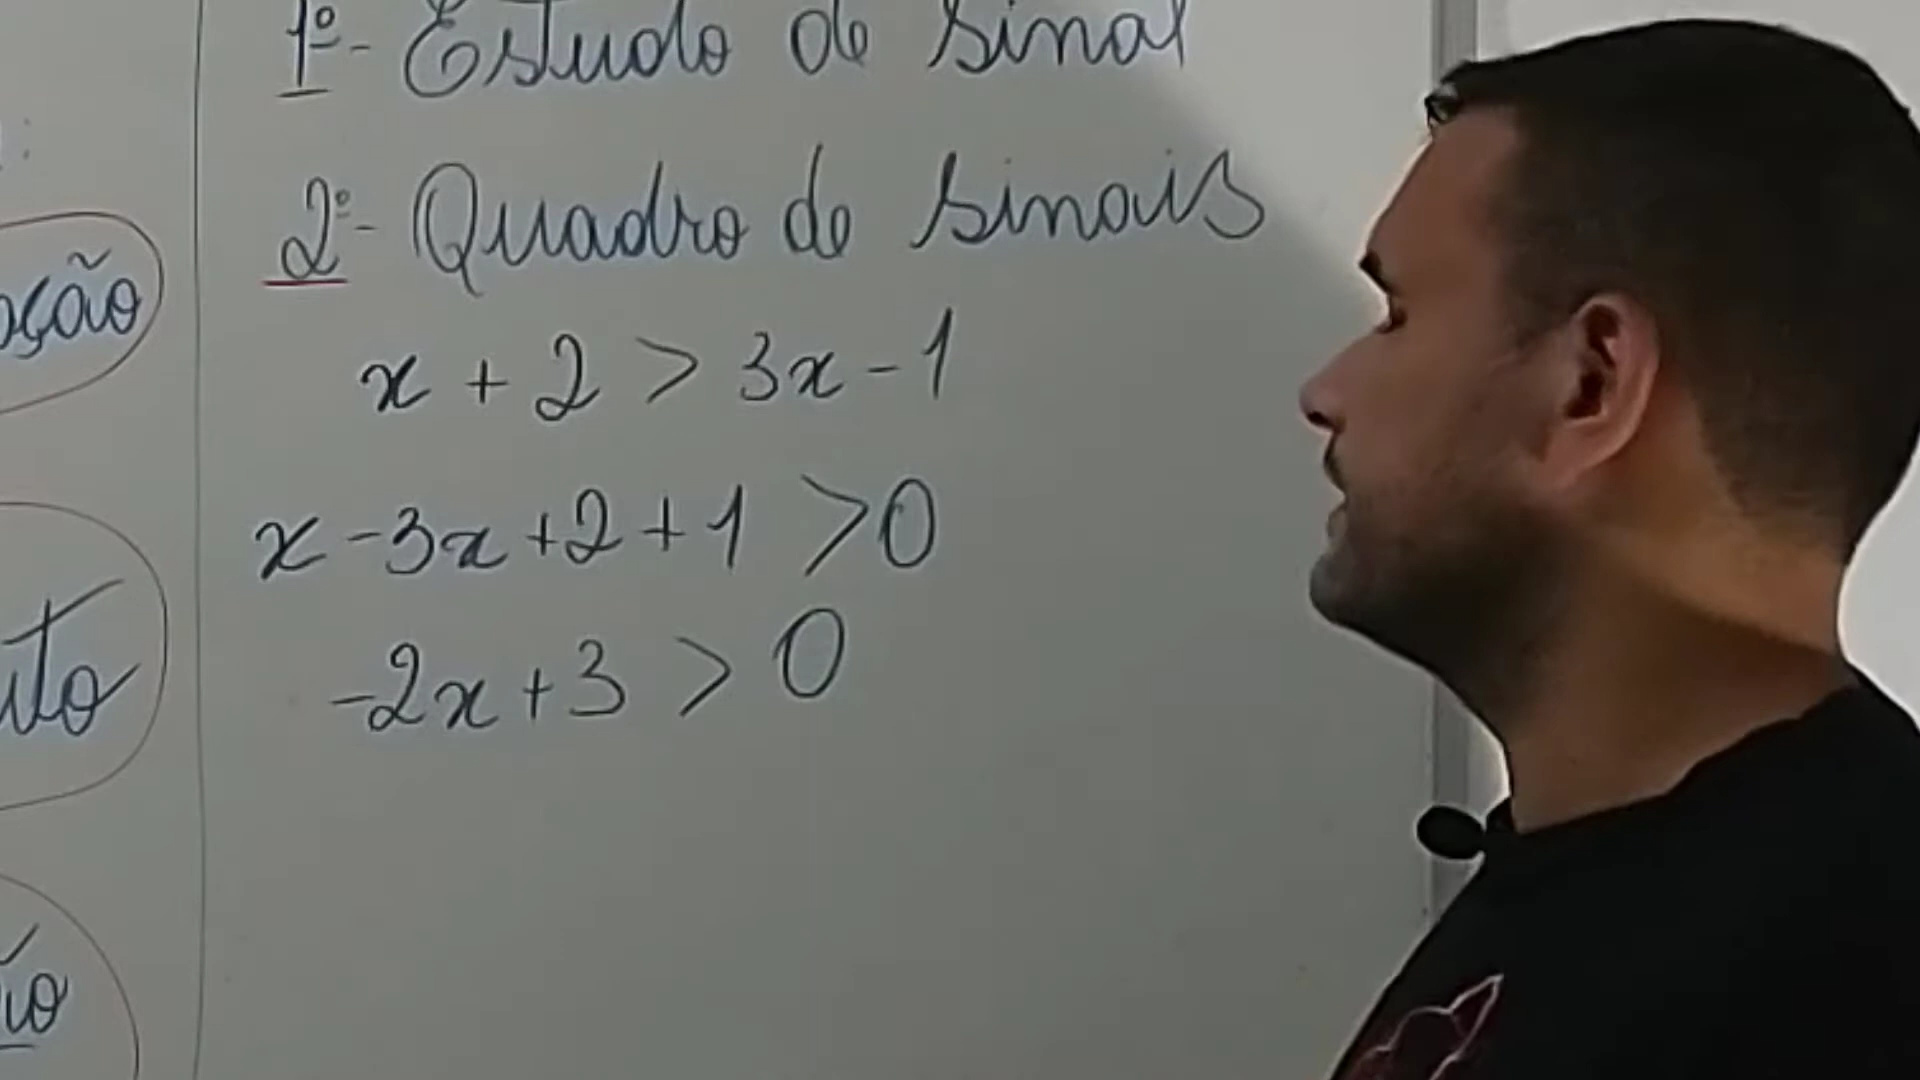 1º- Estudo de sinal
2º- Quadro de sinais
x + 2 > 3x - 1
x - 3x + 2 + 1 > 0
-2x + 3 > 0